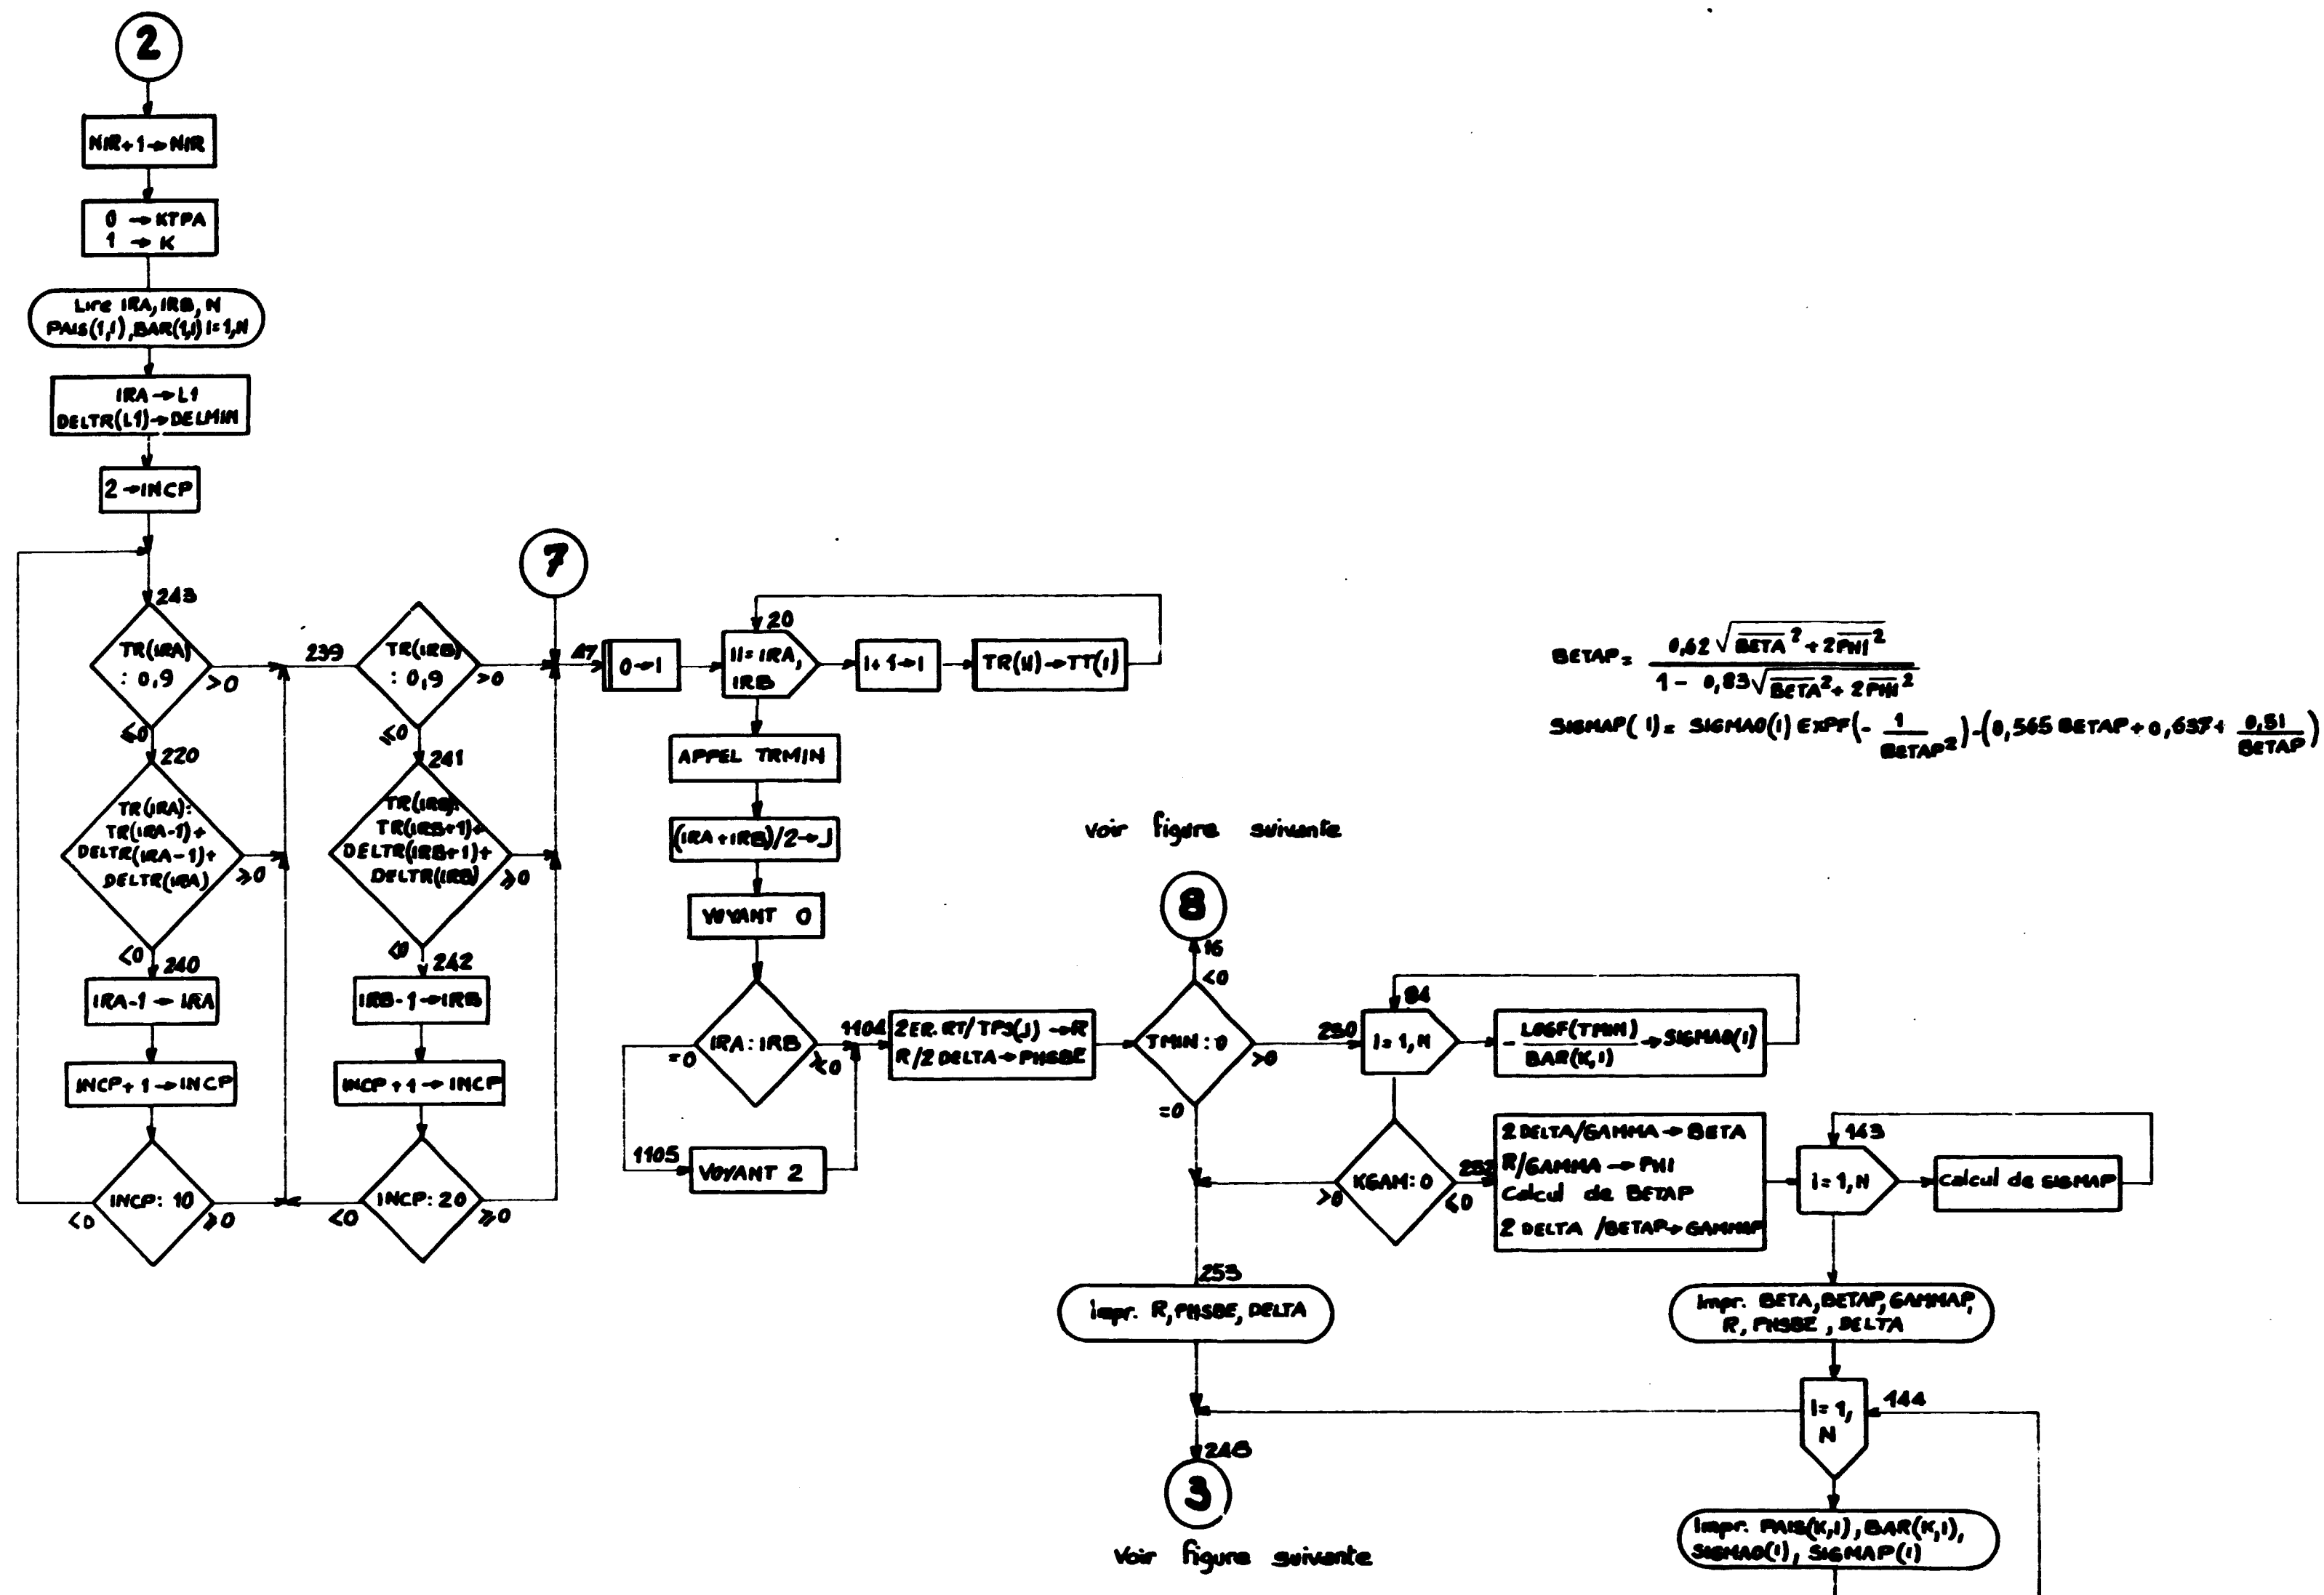 2
NIR+1→NIR
0 →KTPA
1 → K
Lire IRA, IRB, N
PAIS(1,I), BAR(1,I) I=1,N
IRA→L1
DELTR(L1)→DELMIN
2→INCP
243
TR(IRA)
: 0,9
>0
≤0
220
TR(IRA):
TR(IRA-1)+
DELTR(IRA-1)+
DELTR(IRA)
≥0
<0
240
IRA-1 → IRA
INCP+1→INCP
INCP: 10
<0
≥0
239
TR(IRB)
: 0,9
>0
≤0
241
TR(IRB):
TR(IRB+1)+
DELTR(IRB+1)+
DELTR(IRB)
≥0
<0
242
IRB-1→IRB
INCP+1→INCP
INCP: 20
<0
≥0
7
47
0→I
20
II=IRA,
IRB
I+1→I
TR(II)→TT(I)
APPEL TRMIN
(IRA+IRB)/2→J
VOYANT 0
IRA: IRB
=0
≤0
1105
VOYANT 2
1104
2ER.RT/TPS(J)→R
R/2 DELTA→PHSBE
voir figure suivante
8
16
<0
TMIN: 0
>0
=0
250
84
I=1,N
- LOGF(TMIN)
BAR(K,I)
→SIGMAO(I)
KGAM: 0
>0
≤0
252
2 DELTA/GAMMA→BETA
R/GAMMA→PHI
Calcul de BETAP
2 DELTA /BETAP→GAMMAP
143
I=1,N
Calcul de SIGMAP
253
impr. R, PHSBE, DELTA
Impr. BETA, BETAP, GAMMAP,
R, PHSBE, DELTA
I=1,
N
144
248
3
Voir figure suivante
Impr. PAIS(K,I), BAR(K,I),
SIGMAO(I), SIGMAP(I)
BETAP= 0,62 √BETA² + 2PHI²
1 - 0,83√BETA² + 2PHI²
SIGMAP(I)= SIGMAO(I) EXPF(- 1/BETAP²)-(0,565 BETAP+0,637+ 0,31/BETAP)